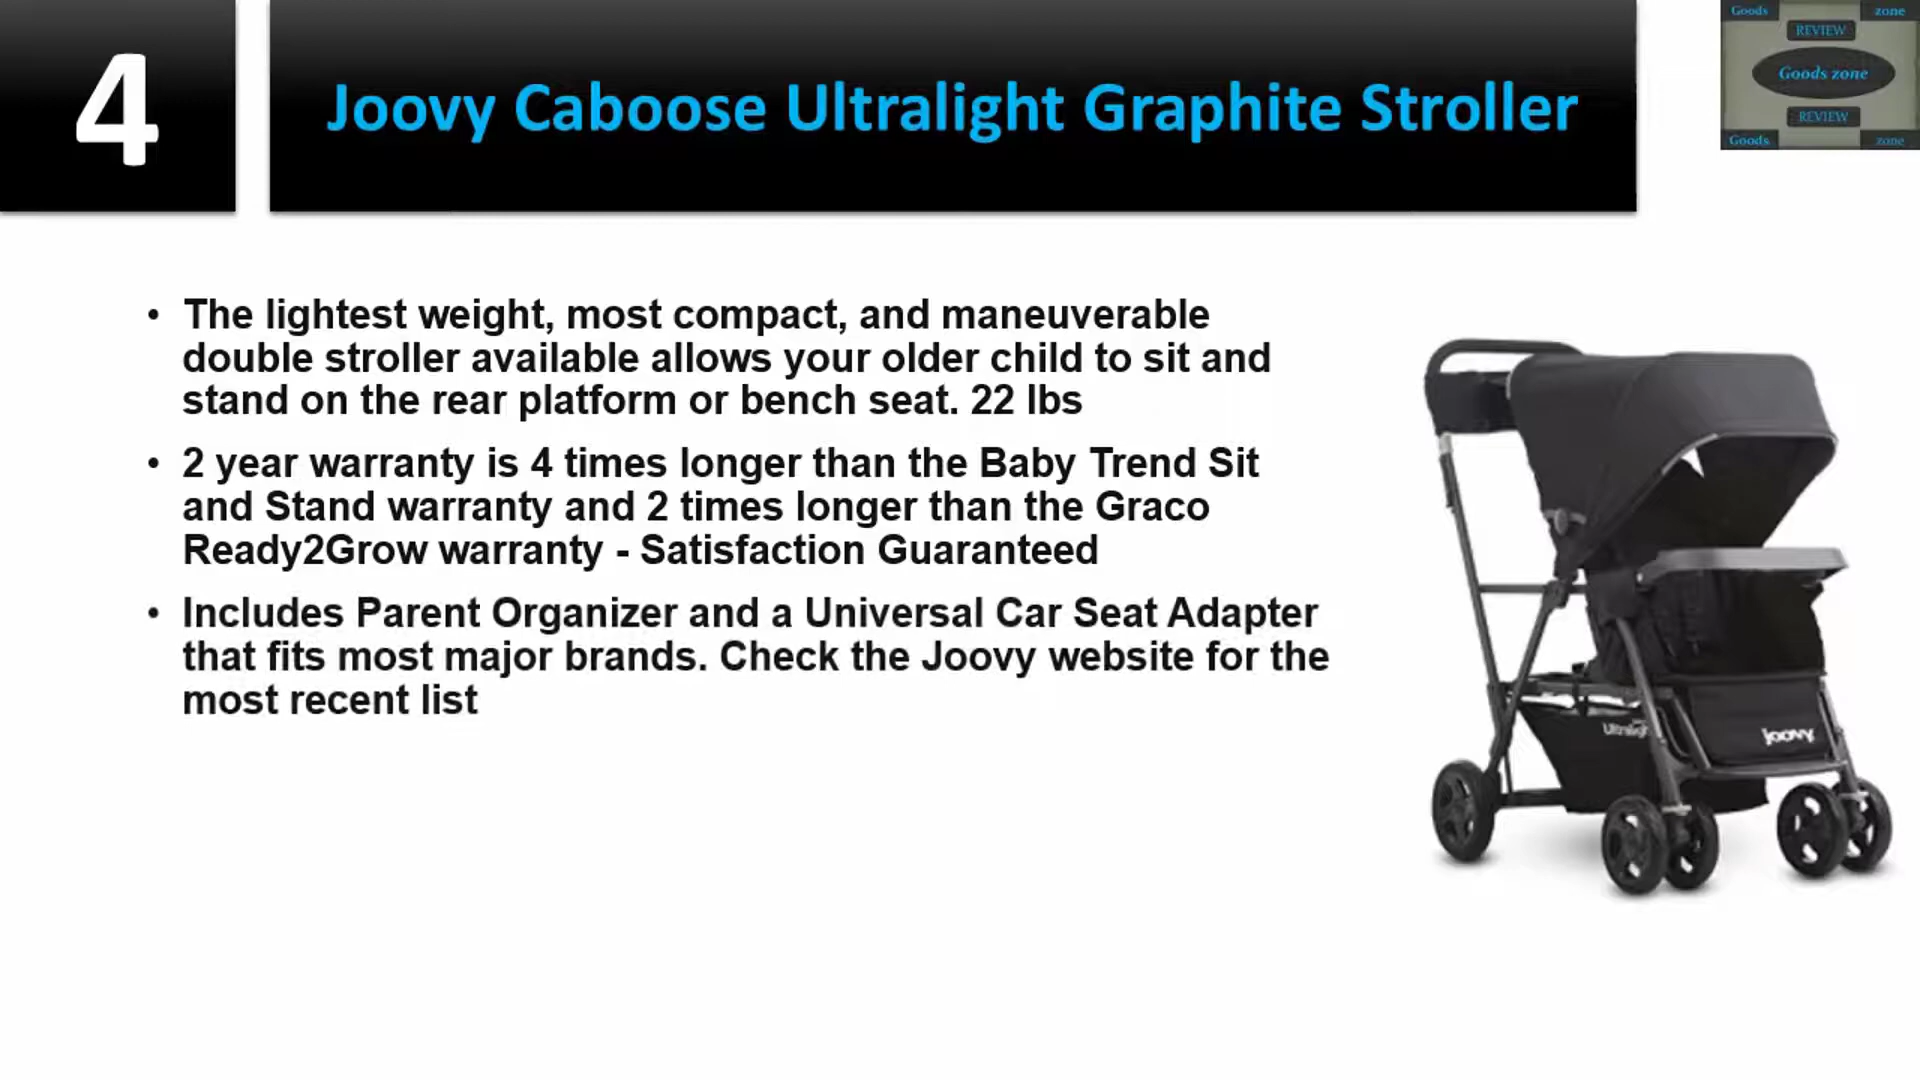 4
Joovy Caboose Ultralight Graphite Stroller
Goods zone
REVIEW
Goods zone
REVIEW
Goods zone
• The lightest weight, most compact, and maneuverable
double stroller available allows your older child to sit and
stand on the rear platform or bench seat. 22 lbs
• 2 year warranty is 4 times longer than the Baby Trend Sit
and Stand warranty and 2 times longer than the Graco
Ready2Grow warranty - Satisfaction Guaranteed
• Includes Parent Organizer and a Universal Car Seat Adapter
that fits most major brands. Check the Joovy website for the
most recent list
joovy